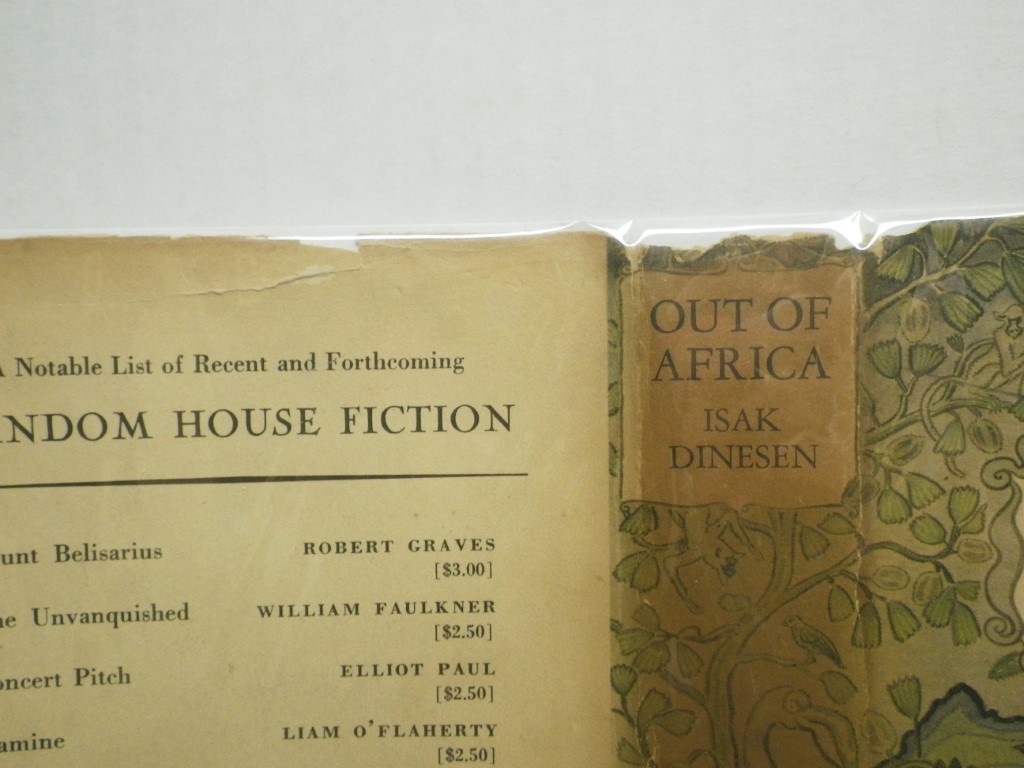 A Notable List of Recent and Forthcoming
NDOM HOUSE FICTION
unt Belisarius ROBERT GRAVES
[$3.00]
he Unvanquished WILLIAM FAULKNER
[$2.50]
oncert Pitch ELLIOT PAUL
[$2.50]
amine LIAM O'FLAHERTY
[$2.50]
OUT OF
AFRICA
ISAK
DINESEN